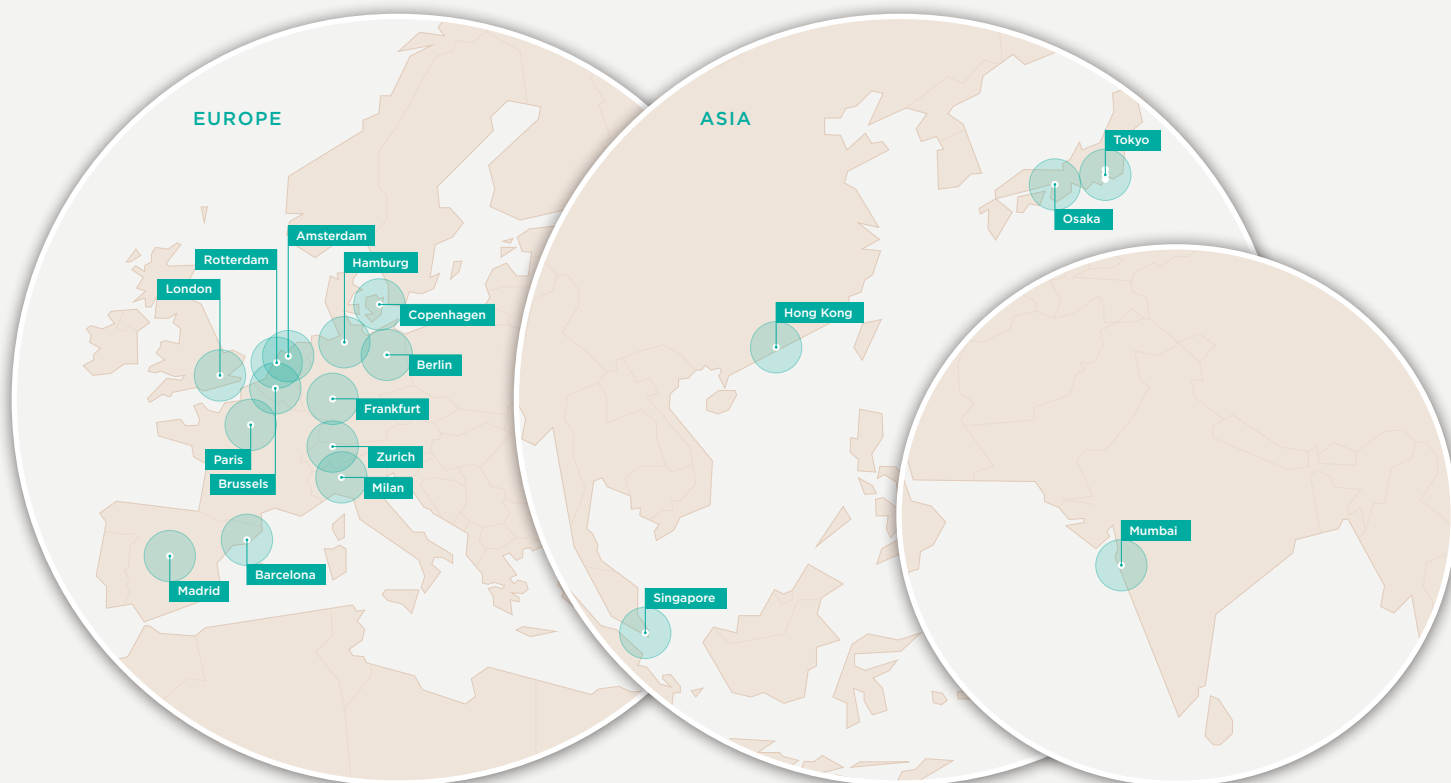 EUROPE
ASIA
Tokyo
Osaka
Amsterdam
Rotterdam
Hamburg
London
Copenhagen
Hong Kong
Berlin
Frankfurt
Paris
Zurich
Brussels
Milan
Mumbai
Barcelona
Madrid
Singapore